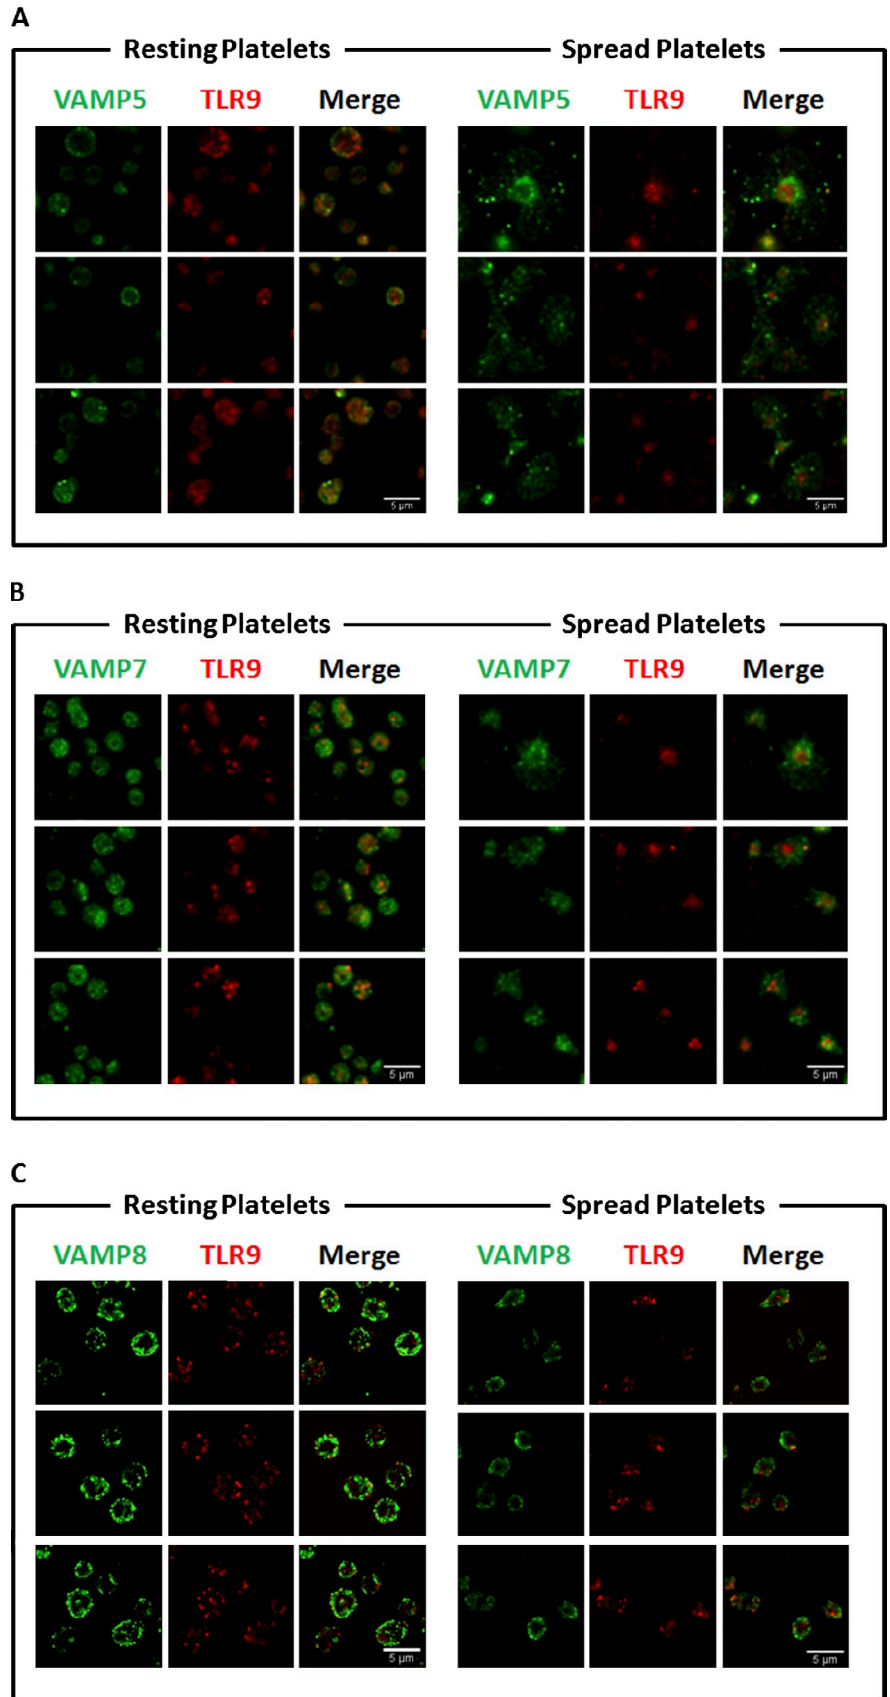 A
Resting Platelets Spread Platelets
VAMP5 TLR9 Merge VAMP5 TLR9 Merge
5 µm 5 µm
B
Resting Platelets Spread Platelets
VAMP7 TLR9 Merge VAMP7 TLR9 Merge
5 µm 5 µm
C
Resting Platelets Spread Platelets
VAMP8 TLR9 Merge VAMP8 TLR9 Merge
5 µm 5 µm